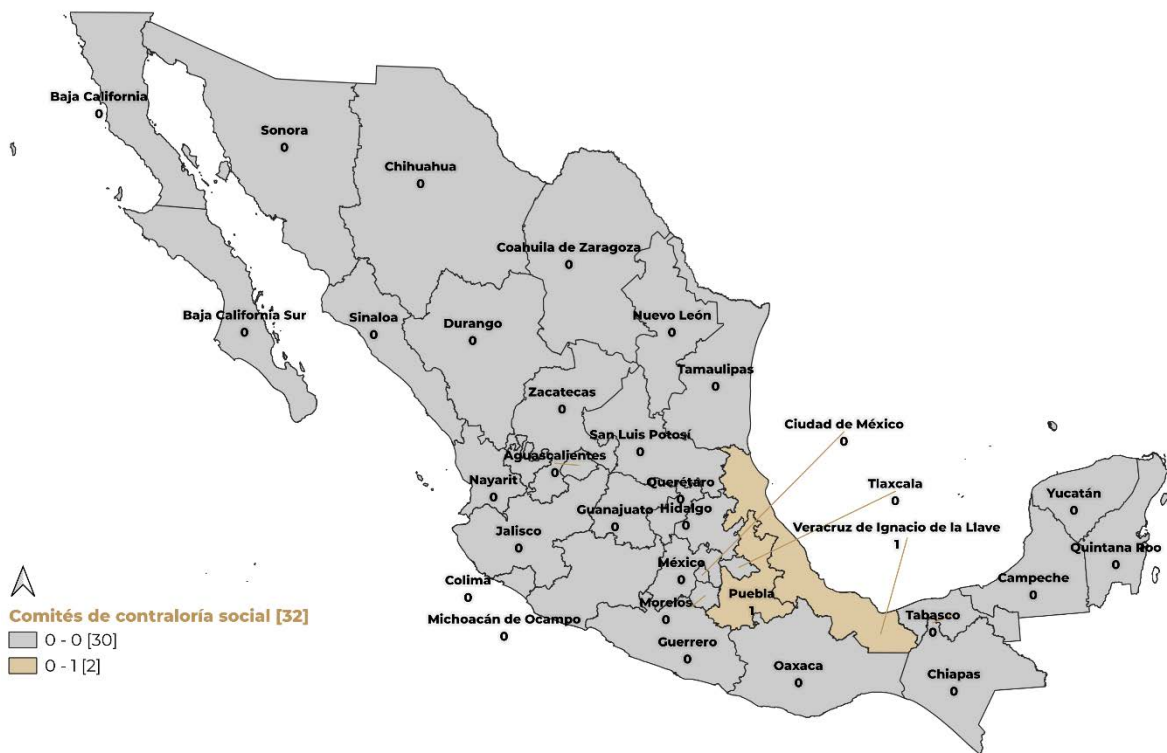 Baja California
0
Sonora
0
Chihuahua
0
Coahuila de Zaragoza
0
Nuevo León
0
Baja California Sur
0
Sinaloa
0
Durango
0
Tamaulipas
0
Zacatecas
0
San Luis Potosí
0
Ciudad de México
0
Aguascalientes
0
Nayarit
0
Querétaro
0
Tlaxcala
0
Yucatán
0
Guanajuato
0
Hidalgo
0
Veracruz de Ignacio de la Llave
1
Jalisco
0
Quintana Roo
0
México
0
Campeche
0
Colima
0
Puebla
1
Morelos
0
Michoacán de Ocampo
0
Tabasco
0
Guerrero
0
Oaxaca
0
Chiapas
0
Comités de contraloría social [32]
0 - 0 [30]
0 - 1 [2]